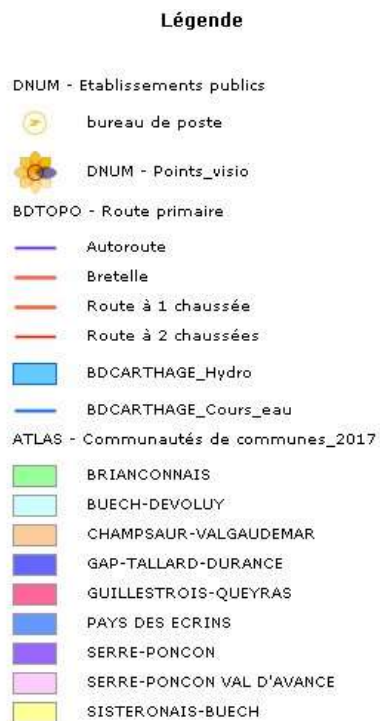 Légende
DNUM - Etablissements publics
bureau de poste
DNUM - Points_visio
BDTOPO - Route primaire
Autoroute
Bretelle
Route à 1 chaussée
Route à 2 chaussées
BDCARTHAGE_Hydro
BDCARTHAGE_Cours_eau
ATLAS - Communautés de communes_2017
BRIANCONNAIS
BUECH-DEVOLUY
CHAMPSAUR-VALGAUDEMAR
GAP-TALLARD-DURANCE
GUILLESTROIS-QUEYRAS
PAYS DES ECRINS
SERRE-PONCON
SERRE-PONCON VAL D'AVANCE
SISTERONAIS-BUECH